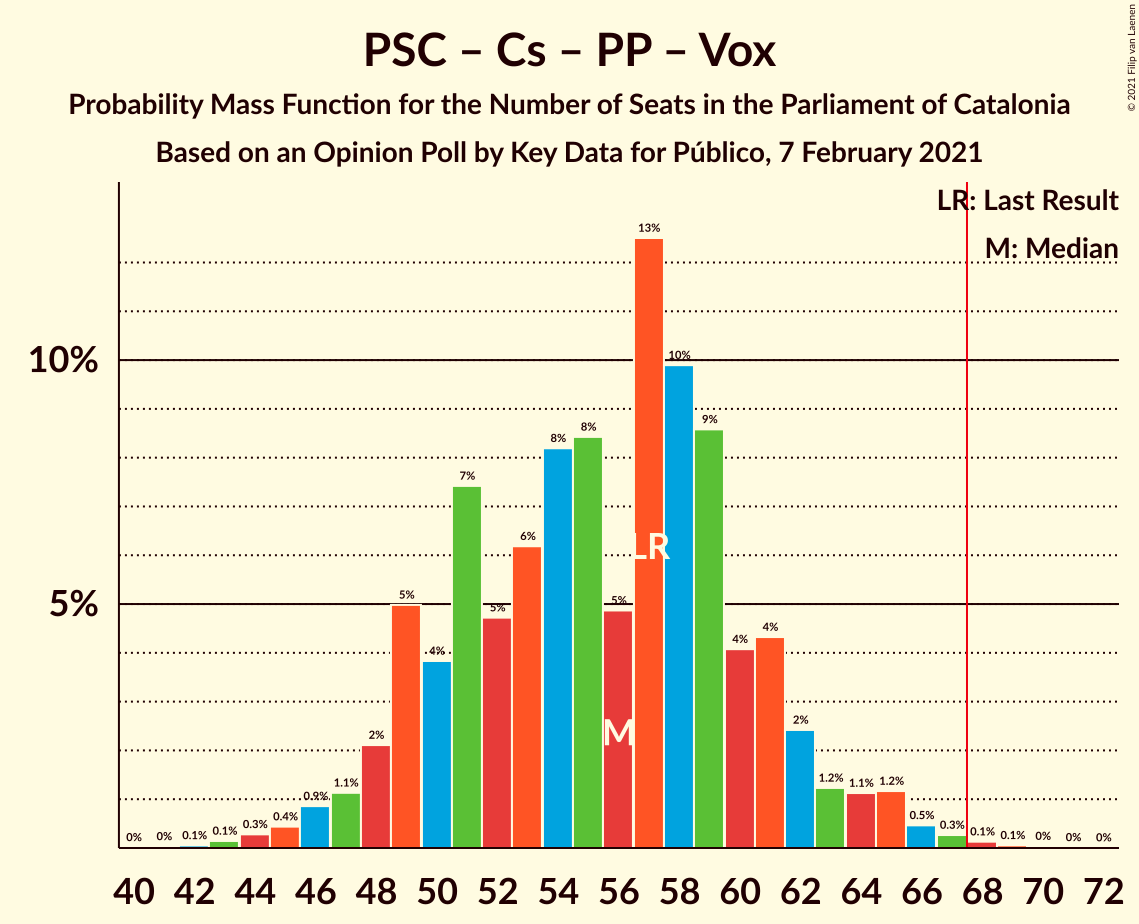 PSC – Cs – PP – Vox
Probability Mass Function for the Number of Seats in the Parliament of Catalonia
Based on an Opinion Poll by Key Data for Público, 7 February 2021
© 2021 Filip van Laenen
LR: Last Result
M: Median
10%
5%
0% 0% 0.1% 0.1% 0.3% 0.4% 0.9% 1.1% 2% 5% 4% 7% 5% 6% 8% 8% 5% 13% 10% 9% 4% 4% 2% 1.2% 1.1% 1.2% 0.5% 0.3% 0.1% 0.1% 0% 0% 0%
LR
M
40 42 44 46 48 50 52 54 56 58 60 62 64 66 68 70 72